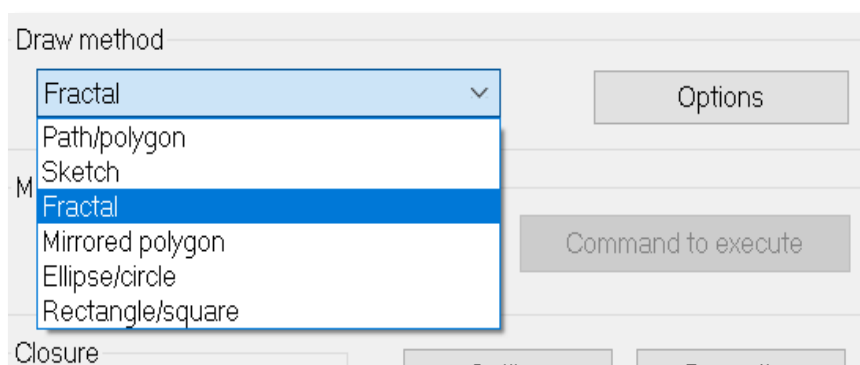 Draw method
Fractal
Options
Path/polygon
Sketch
M
Fractal
Mirrored polygon
Command to execute
Ellipse/circle
Rectangle/square
Closure